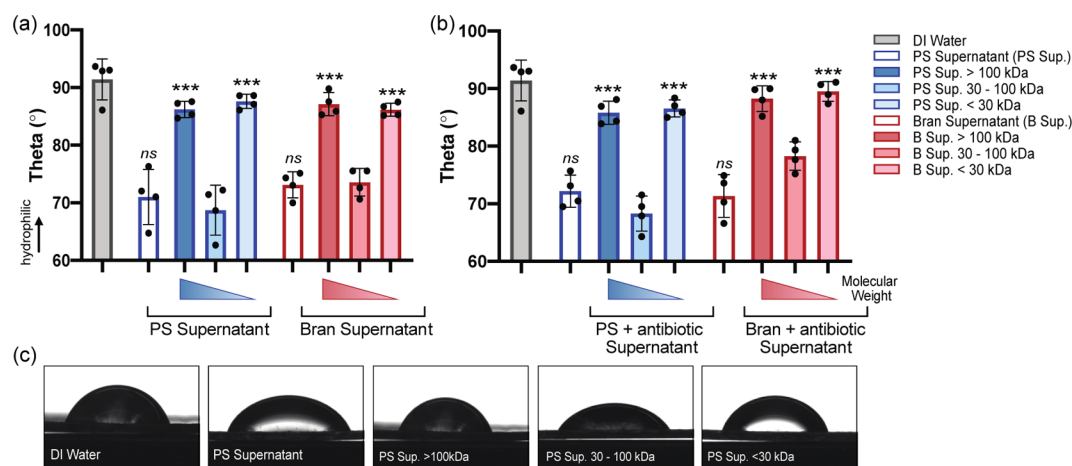 (a)
Theta (°)
hydrophilic
100
90
80
70
60
ns
***
***
ns
***
***
PS Supernatant
Bran Supernatant
(b)
Theta (°)
100
90
80
70
60
ns
***
***
ns
***
***
Molecular
Weight
PS + antibiotic
Supernatant
Bran + antibiotic
Supernatant
DI Water
PS Supernatant (PS Sup.)
PS Sup. > 100 kDa
PS Sup. 30 - 100 kDa
PS Sup. < 30 kDa
Bran Supernatant (B Sup.)
B Sup. > 100 kDa
B Sup. 30 - 100 kDa
B Sup. < 30 kDa
(c)
DI Water
PS Supernatant
PS Sup. >100kDa
PS Sup. 30 - 100 kDa
PS Sup. <30 kDa